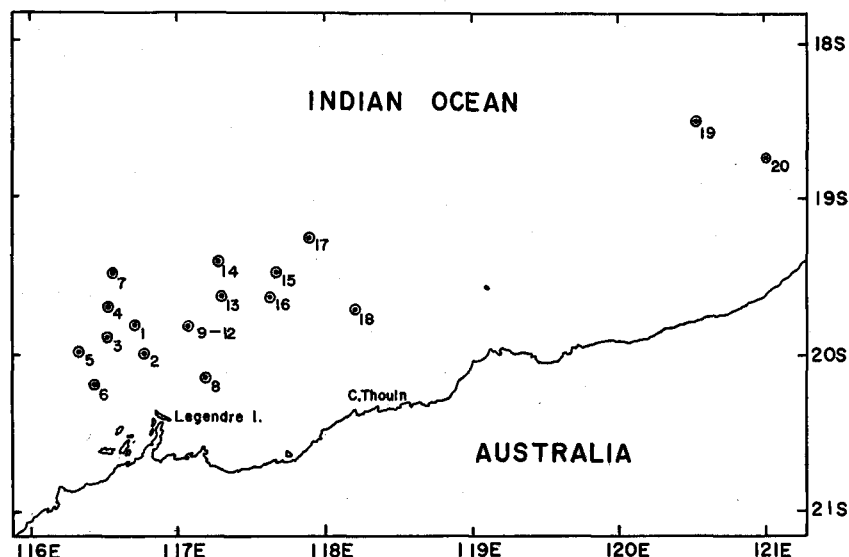 18S
INDIAN OCEAN
19
20
19S
17
14
15
7
13
16
4
18
1
9-12
3
2
20S
5
8
6
C.Thouin
Legendre I.
AUSTRALIA
21S
116E 117E 118E 119E 120E 121E